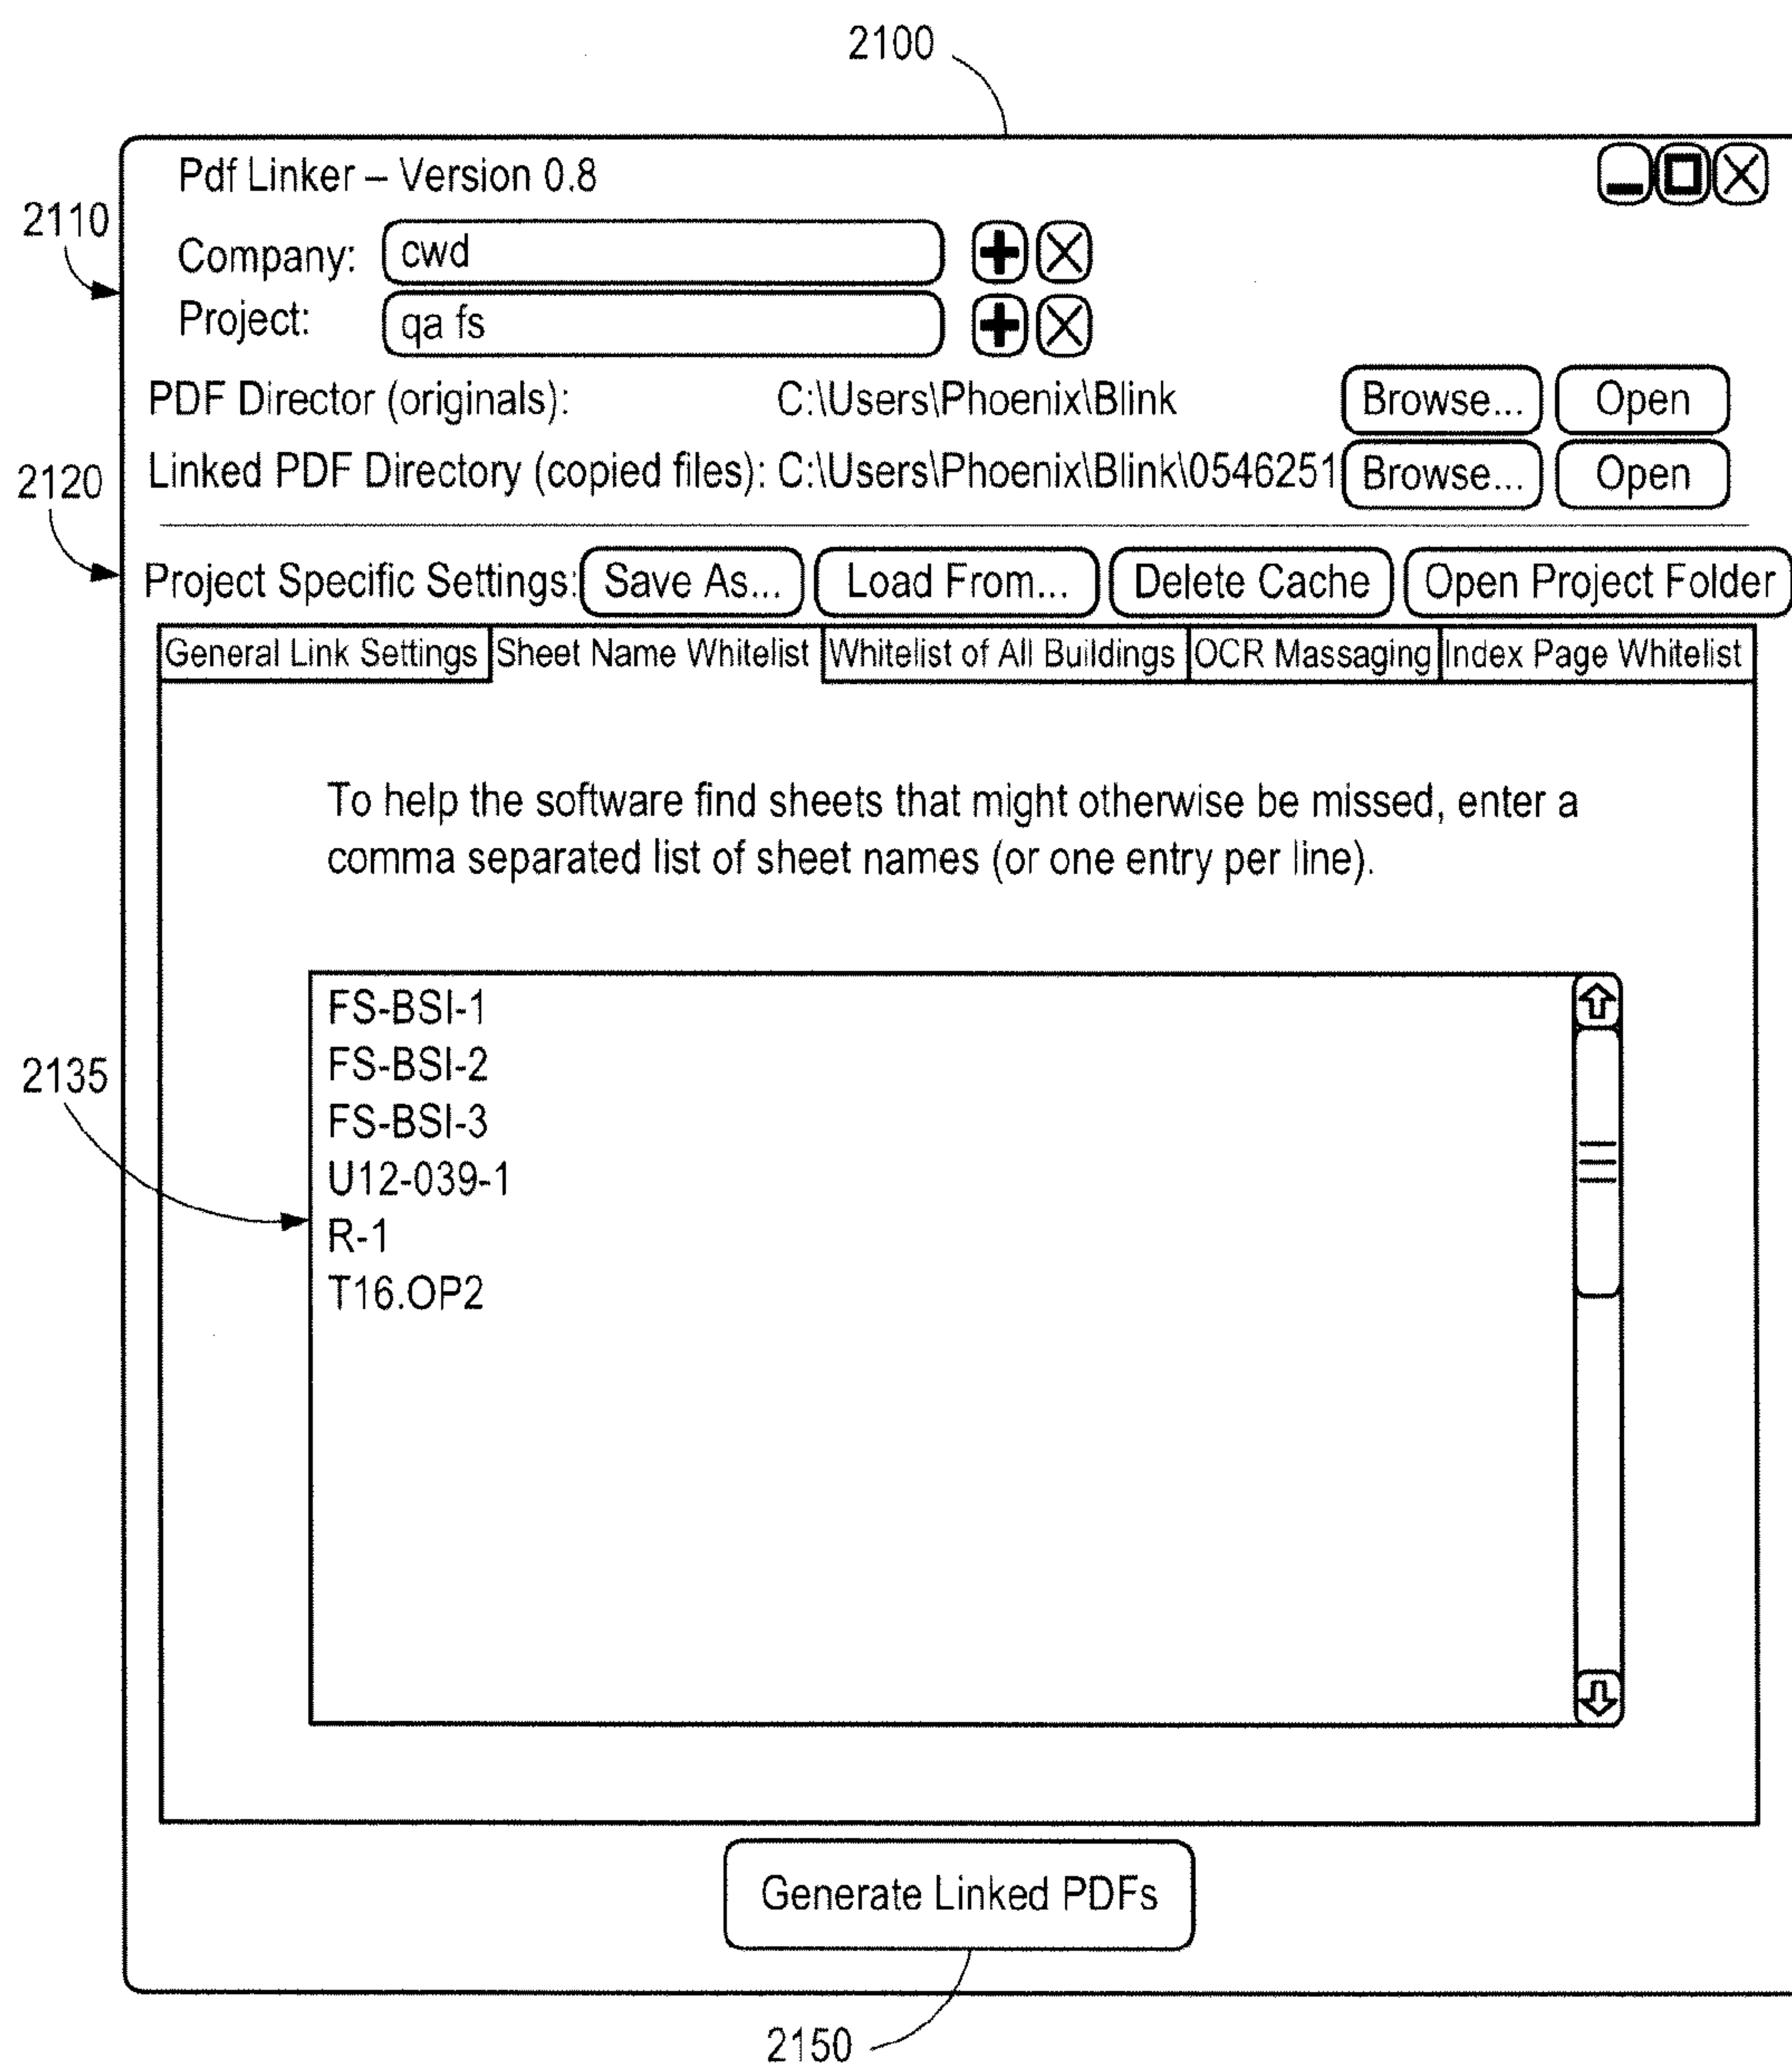 2100
Pdf Linker – Version 0.8
2110
Company: cwd
Project: qa fs
PDF Director (originals): C:\Users\Phoenix\Blink Browse... Open
2120
Linked PDF Directory (copied files): C:\Users\Phoenix\Blink\0546251 Browse... Open
Project Specific Settings: Save As... Load From... Delete Cache Open Project Folder
General Link Settings Sheet Name Whitelist Whitelist of All Buildings OCR Massaging Index Page Whitelist
To help the software find sheets that might otherwise be missed, enter a
comma separated list of sheet names (or one entry per line).
FS-BSI-1
FS-BSI-2
2135
FS-BSI-3
U12-039-1
R-1
T16.OP2
Generate Linked PDFs
2150